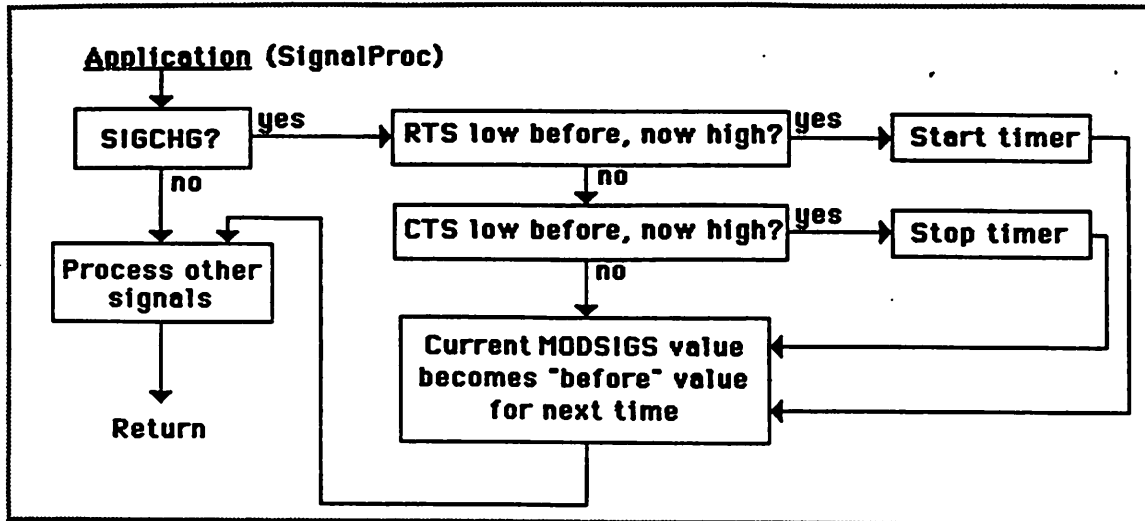 Application (SignalProc)
SIGCHG?
yes
no
RTS low before, now high?
yes
no
Start timer
CTS low before, now high?
yes
no
Stop timer
Process other
signals
Current MODSIGS value
becomes "before" value
for next time
Return